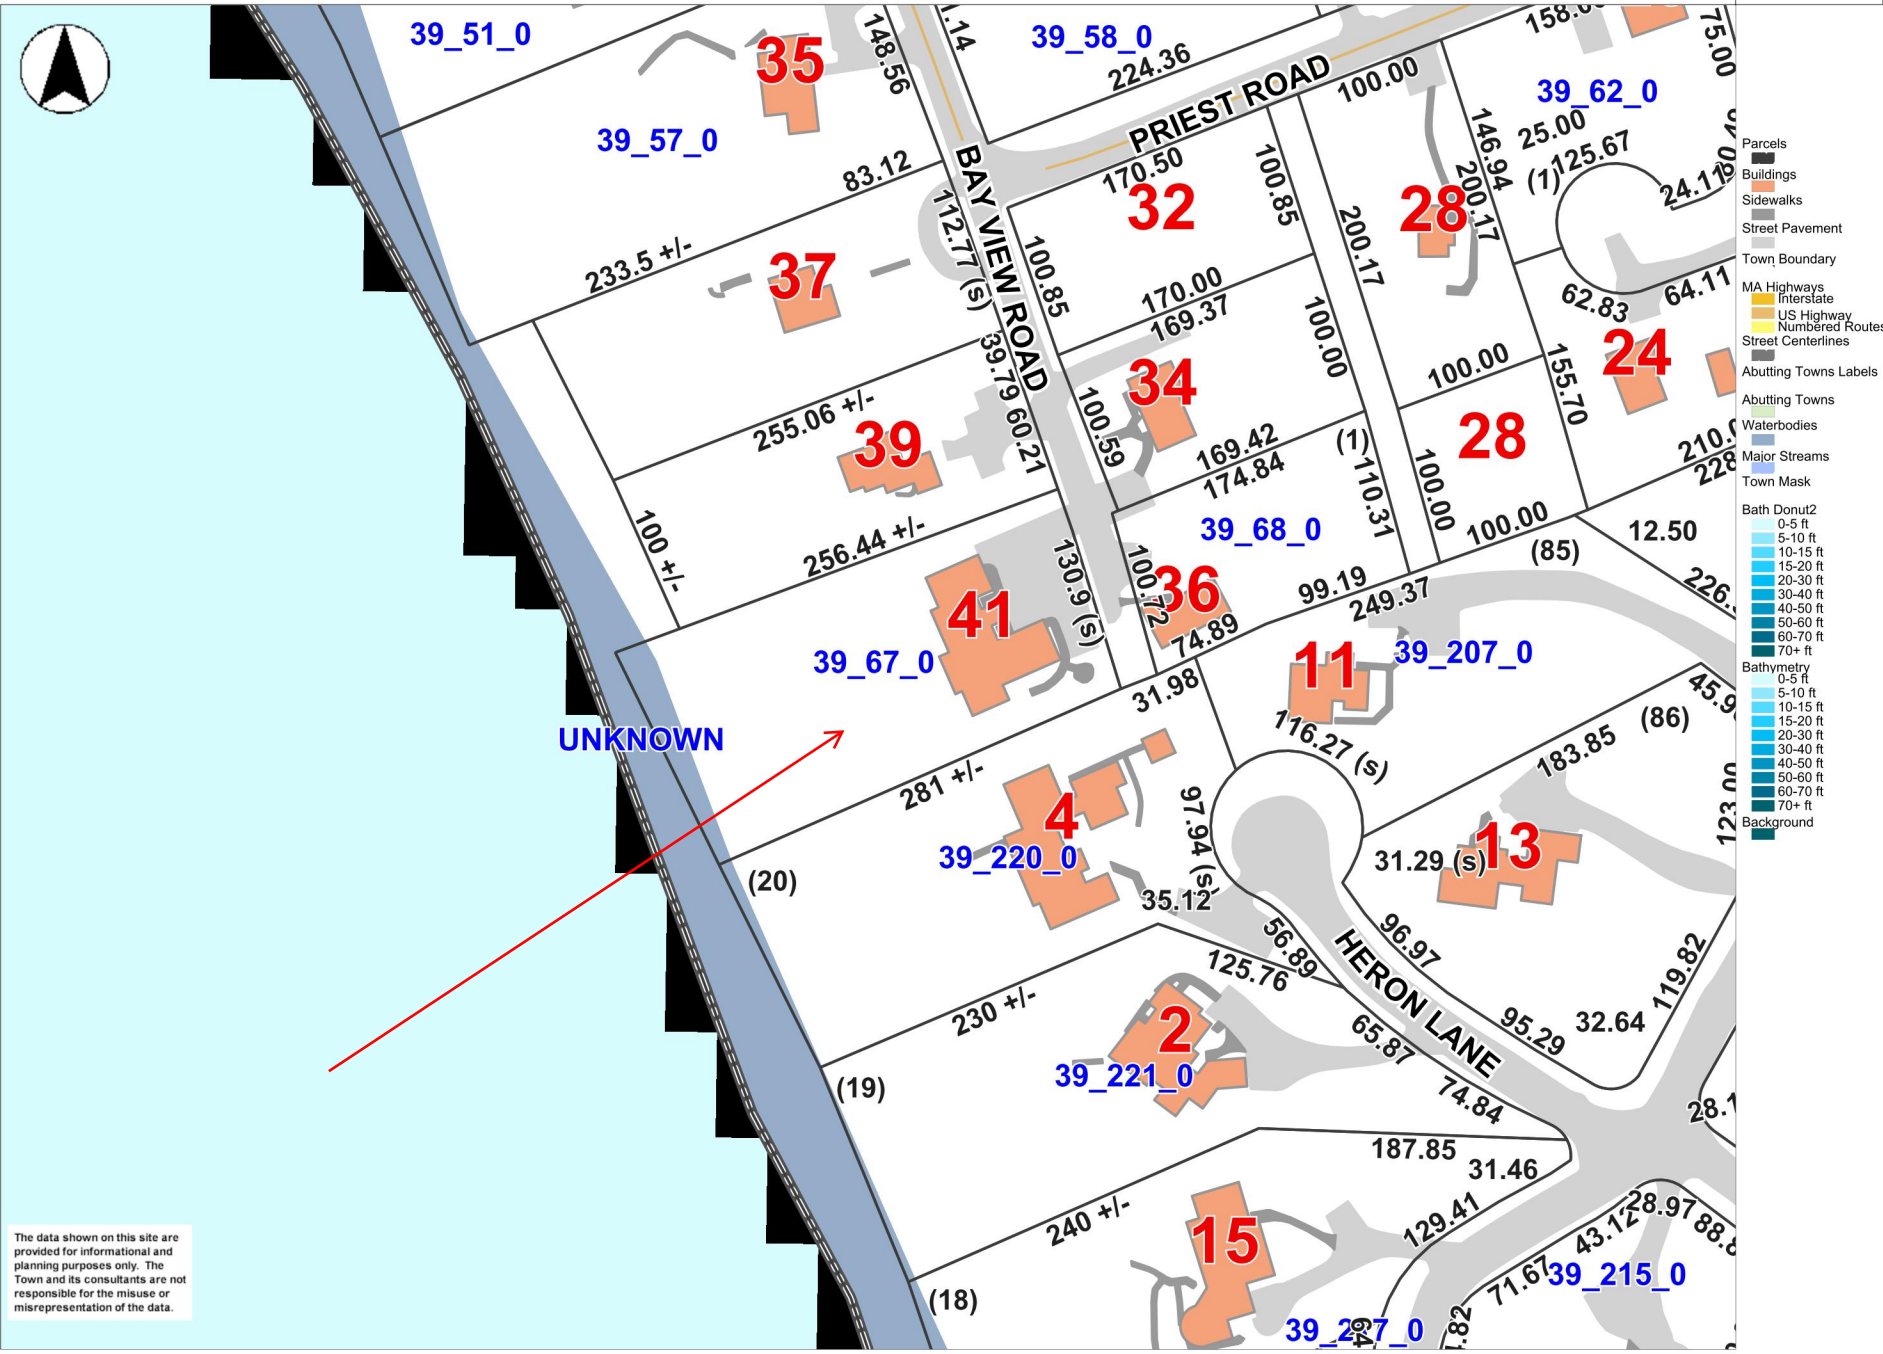 39_51_0
35
148.56
39_58_0
224.36
158.0
75.00
PRIEST ROAD
100.00
39_62_0
25.00
125.67
(1)
24.11
80.40
39_57_0
83.12
BAY VIEW ROAD
170.50
32
100.85
146.94
28
200.17
200.17
233.5 +/-
37
112.77 (s)
100.85
170.00
169.37
100.00
62.83
64.11
24
39.79
60.21
34
100.00
155.70
255.06 +/-
39
100.59
169.42
174.84
(1)
110.31
28
100.00
100.00
210.0
228
100 +/-
256.44 +/-
39_68_0
(85)
12.50
226.
41
130.9 (s)
100.72
36
74.89
99.19
249.37
39_67_0
31.98
11
39_207_0
45.9
(86)
UNKNOWN
116.27 (s)
183.85
281 +/-
4
39_220_0
97.94 (s)
123.00
31.29 (s)
13
(20)
35.12
56.89
96.97
HERON LANE
119.82
230 +/-
125.76
2
39_221_0
65.87
95.29
32.64
(19)
74.84
28.1
187.85
31.46
240 +/-
15
129.41
43.12
28.97
88.8
71.67
39_215_0
(18)
.82
64
The data shown on this site are
provided for informational and
planning purposes only. The
Town and its consultants are not
responsible for the misuse or
misrepresentation of the data.
Parcels
Buildings
Sidewalks
Street Pavement
Town Boundary
MA Highways
Interstate
US Highway
Numbered Routes
Street Centerlines
Abutting Towns Labels
Abutting Towns
Waterbodies
Major Streams
Town Mask
Bath Donut2
0-5 ft
5-10 ft
10-15 ft
15-20 ft
20-30 ft
30-40 ft
40-50 ft
50-60 ft
60-70 ft
70+ ft
Bathymetry
0-5 ft
5-10 ft
10-15 ft
15-20 ft
20-30 ft
30-40 ft
40-50 ft
50-60 ft
60-70 ft
70+ ft
Background